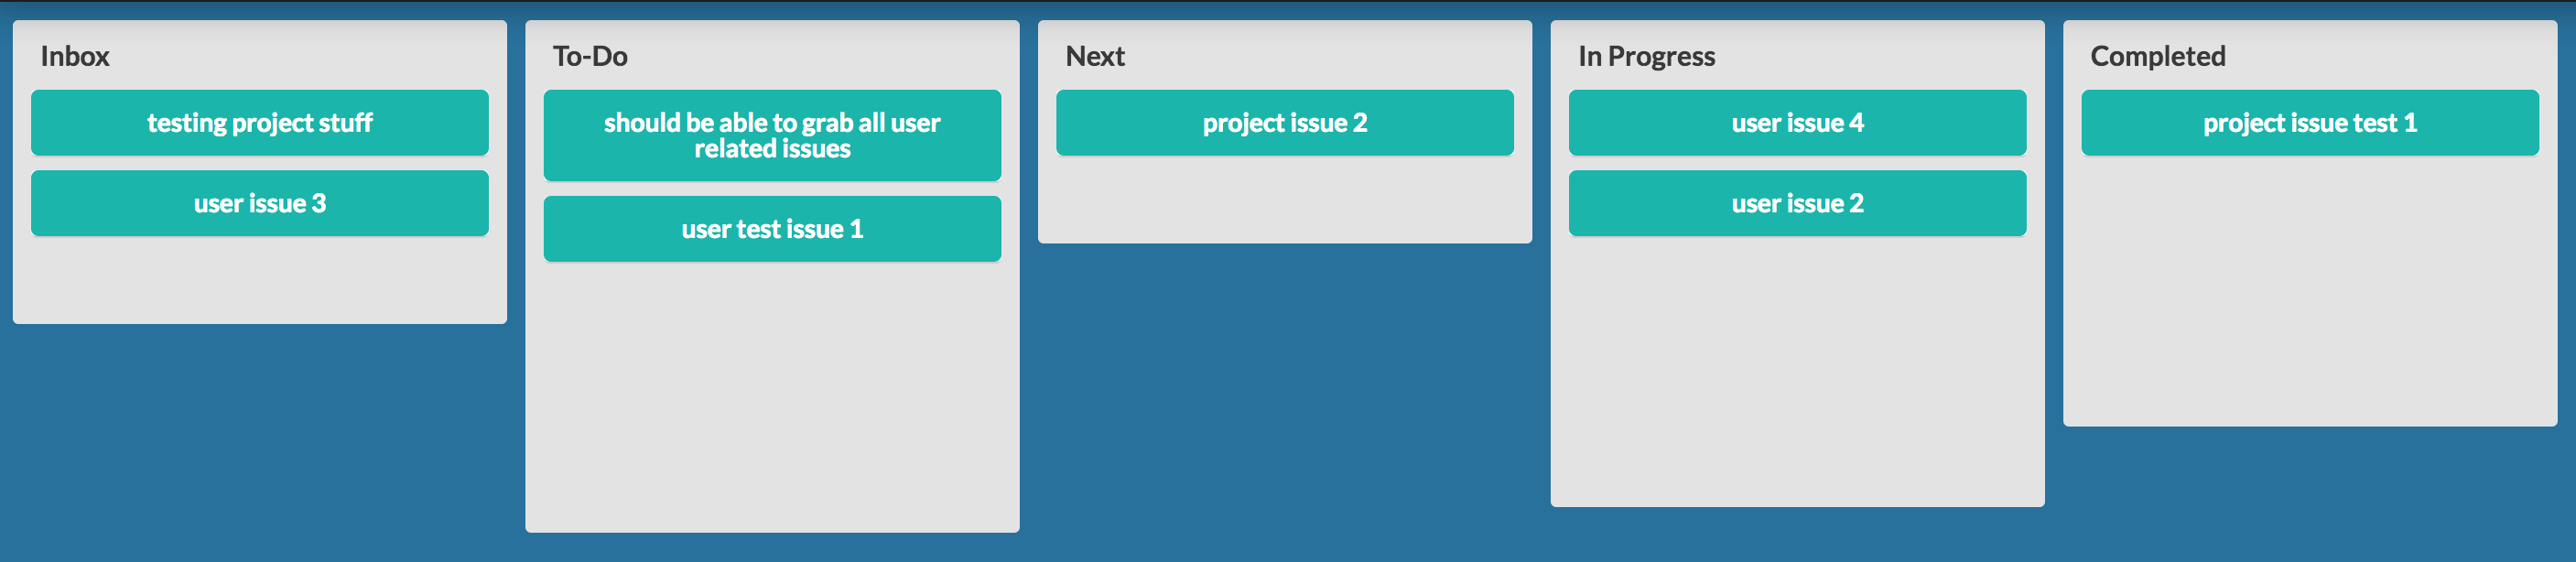 Inbox
testing project stuff
user issue 3
To-Do
should be able to grab all user
related issues
user test issue 1
Next
project issue 2
In Progress
user issue 4
user issue 2
Completed
project issue test 1